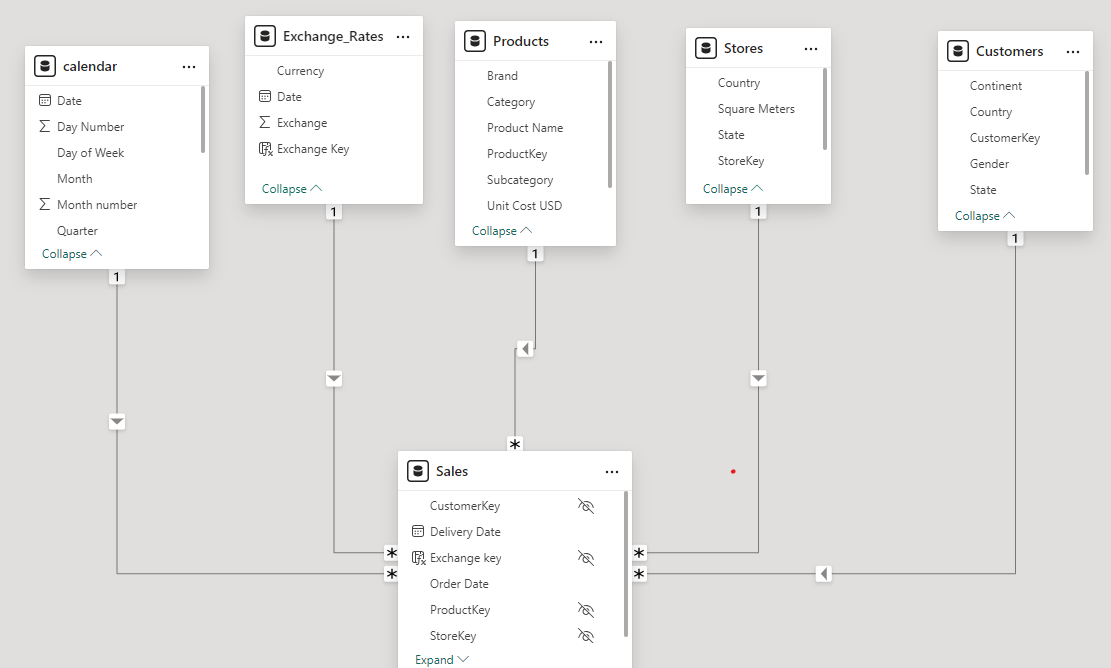 calendar
Date
Day Number
Day of Week
Month
Month number
Quarter
Collapse
1
Exchange_Rates
Currency
Date
Exchange
Exchange Key
Collapse
1
Products
Brand
Category
Product Name
ProductKey
Subcategory
Unit Cost USD
Collapse
1
Stores
Country
Square Meters
State
StoreKey
Collapse
1
Customers
Continent
Country
CustomerKey
Gender
State
Collapse
1
*
*
*
*
*
Sales
CustomerKey
Delivery Date
Exchange key
Order Date
ProductKey
StoreKey
Expand